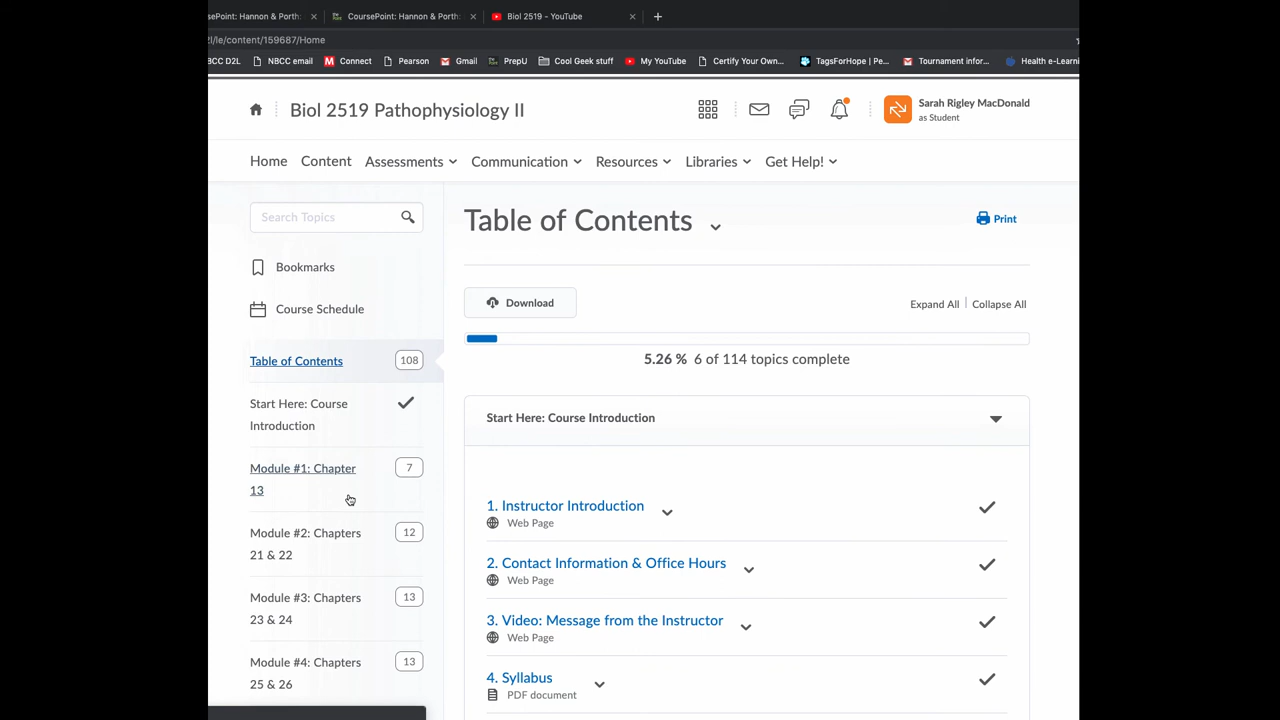 sePoint: Hannon & Porth
CoursePoint: Hannon & Porth:
Biol 2519 - YouTube
2l/le/content/159687/Home
BCC D2L
NBCC email
Connect
Pearson
Gmail
PrepU
Cool Geek stuff
My YouTube
Certify Your Own...
TagsForHope | Pe...
Tournament infor...
Health e-Learni
Biol 2519 Pathophysiology II
Sarah Rigley MacDonald
as Student
Home
Content
Assessments
Communication
Resources
Libraries
Get Help!
Search Topics
Bookmarks
Course Schedule
Table of Contents
108
Start Here: Course
Introduction
Module #1: Chapter
13
7
Module #2: Chapters
21 & 22
12
Module #3: Chapters
23 & 24
13
Module #4: Chapters
25 & 26
13
Table of Contents
Print
Download
Expand All
Collapse All
5.26 % 6 of 114 topics complete
Start Here: Course Introduction
1. Instructor Introduction
Web Page
2. Contact Information & Office Hours
Web Page
3. Video: Message from the Instructor
Web Page
4. Syllabus
PDF document